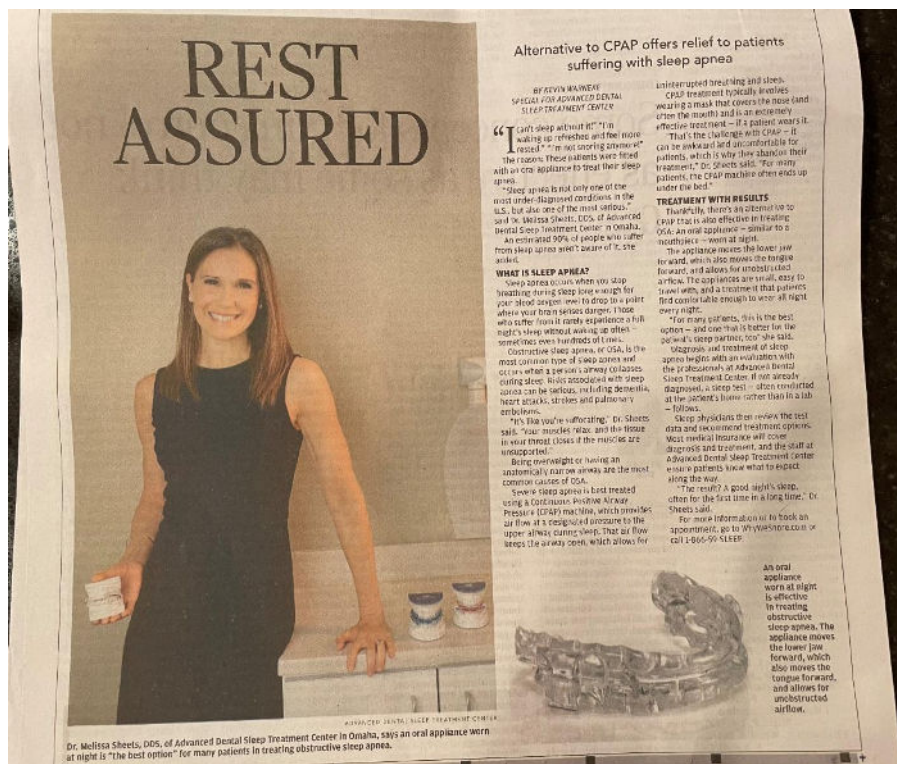 REST
ASSURED
Alternative to CPAP offers relief to patients
suffering with sleep apnea
BY KEVIN WARNEKE
SPECIAL FOR ADVANCED DENTAL
SLEEP TREATMENT CENTER
“I can't sleep without it!” “I'm
waking up refreshed and feel more
rested.” “I'm not snoring anymore!”
The reason: These patients were fitted
with an oral appliance to treat their sleep
apnea.
“Sleep apnea is not only one of the
most under-diagnosed conditions in the
U.S., but also one of the most serious,”
said Dr. Melissa Sheets, DDS, of Advanced
Dental Sleep Treatment Center in Omaha.
An estimated 90% of people who suffer
from sleep apnea aren't aware of it, she
added.
WHAT IS SLEEP APNEA?
Sleep apnea occurs when you stop
breathing during sleep long enough for
your blood oxygen level to drop to a point
where your brain senses danger. Those
who suffer from it rarely experience a full
night's sleep without waking up often —
sometimes even hundreds of times.
Obstructive sleep apnea, or OSA, is the
most common type of sleep apnea and
occurs when a person's airway collapses
during sleep. Risks associated with sleep
apnea can be serious, including dementia,
heart attacks, strokes and pulmonary
embolisms.
“It's like you're suffocating,” Dr. Sheets
said. “Your muscles relax, and the tissue
in your throat closes if the muscles are
unsupported.”
Being overweight or having an
anatomically narrow airway are the most
common causes of OSA.
Severe sleep apnea is best treated
using a Continuous Positive Airway
Pressure (CPAP) machine, which provides
air flow at a designated pressure to the
upper airway during sleep. That air flow
keeps the airway open, which allows for
uninterrupted breathing and sleep.
CPAP treatment typically involves
wearing a mask that covers the nose (and
often the mouth) and is an extremely
effective treatment — if a patient wears it.
“That's the challenge with CPAP — it
can be awkward and uncomfortable for
patients, which is why they abandon their
treatment,” Dr. Sheets said. “For many
patients, the CPAP machine often ends up
under the bed.”
TREATMENT WITH RESULTS
Thankfully, there's an alternative to
CPAP that is also effective in treating
OSA: An oral appliance — similar to a
mouthpiece — worn at night.
The appliance moves the lower jaw
forward, which also moves the tongue
forward, and allows for unobstructed
airflow. The appliances are small, easy to
travel with, and a treatment that patients
find comfortable enough to wear all night
every night.
“For many patients, this is the best
option — and one that is better for the
patient's sleep partner, too,” she said.
Diagnosis and treatment of sleep
apnea begins with an evaluation with
the professionals at Advanced Dental
Sleep Treatment Center. If not already
diagnosed, a sleep test — often conducted
at the patient's home rather than in a lab
— follows.
Sleep physicians then review the test
data and recommend treatment options.
Most medical insurance will cover
diagnosis and treatment, and the staff at
Advanced Dental Sleep Treatment Center
ensure patients know what to expect
along the way.
“The result? A good night's sleep,
often for the first time in a long time,” Dr.
Sheets said.
For more information or to book an
appointment, go to WhyWeSnore.com or
call 1-866-59-SLEEP.
An oral
appliance
worn at night
is effective
in treating
obstructive
sleep apnea. The
appliance moves
the lower jaw
forward, which
also moves the
tongue forward,
and allows for
unobstructed
airflow.
ADVANCED DENTAL SLEEP TREATMENT CENTER
Dr. Melissa Sheets, DDS, of Advanced Dental Sleep Treatment Center in Omaha, says an oral appliance worn
at night is “the best option” for many patients in treating obstructive sleep apnea.